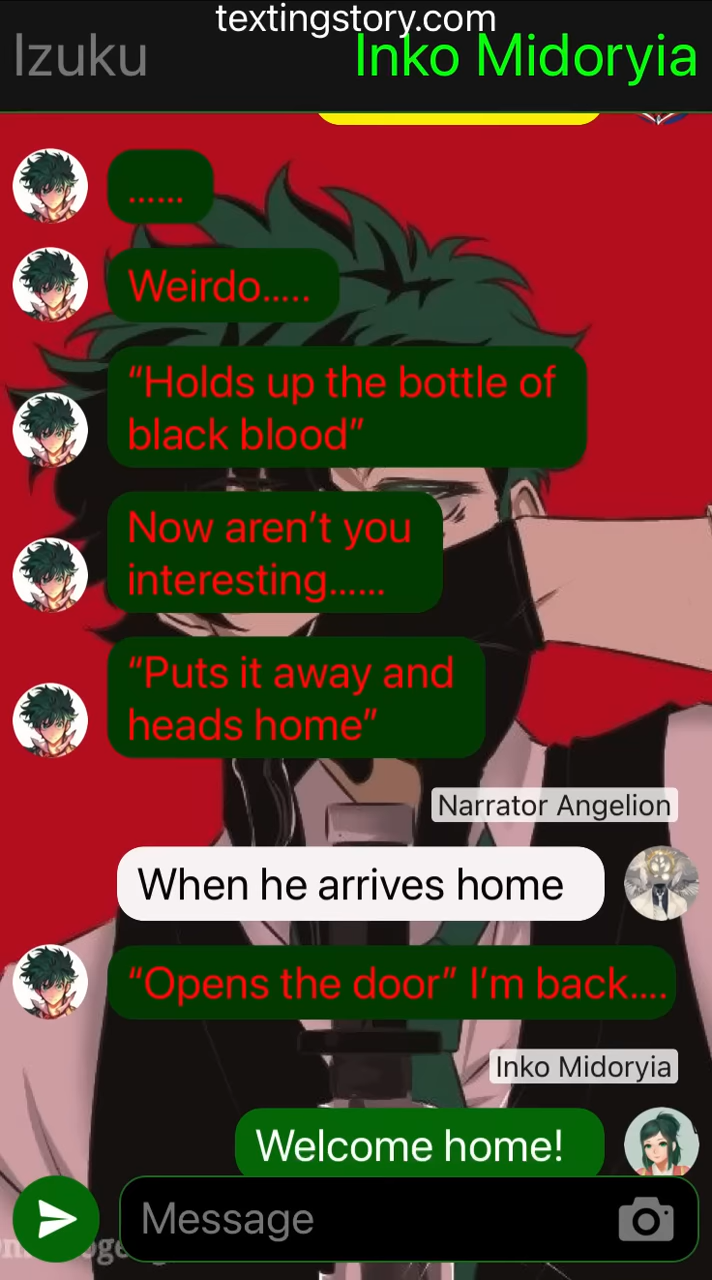 textingstory.com
Izuku
Inko Midoryia
......
Weirdo.....
“Holds up the bottle of
black blood”
Now aren’t you
interesting......
“Puts it away and
heads home”
Narrator Angelion
When he arrives home
“Opens the door” I’m back....
Inko Midoryia
Welcome home!
Message